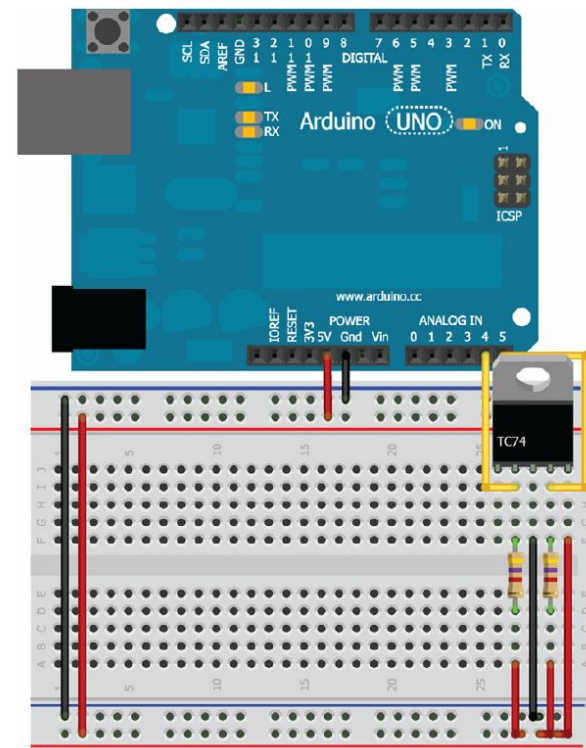 SCL
SDA
AREF
GND
13
12
11 PWM
10 PWM
9 PWM
8
DIGITAL
7
6 PWM
5 PWM
4
3 PWM
2
1 TX
0 RX
L
TX
RX
Arduino UNO
ON
1
ICSP
www.arduino.cc
POWER
ANALOG IN
IOREF
RESET
3V3
5V
Gnd
Vin
0 1 2 3 4 5
TC74
1 5 10 15 20 25
J
I
H
G
F
E
D
C
B
A
1 5 10 15 20 25